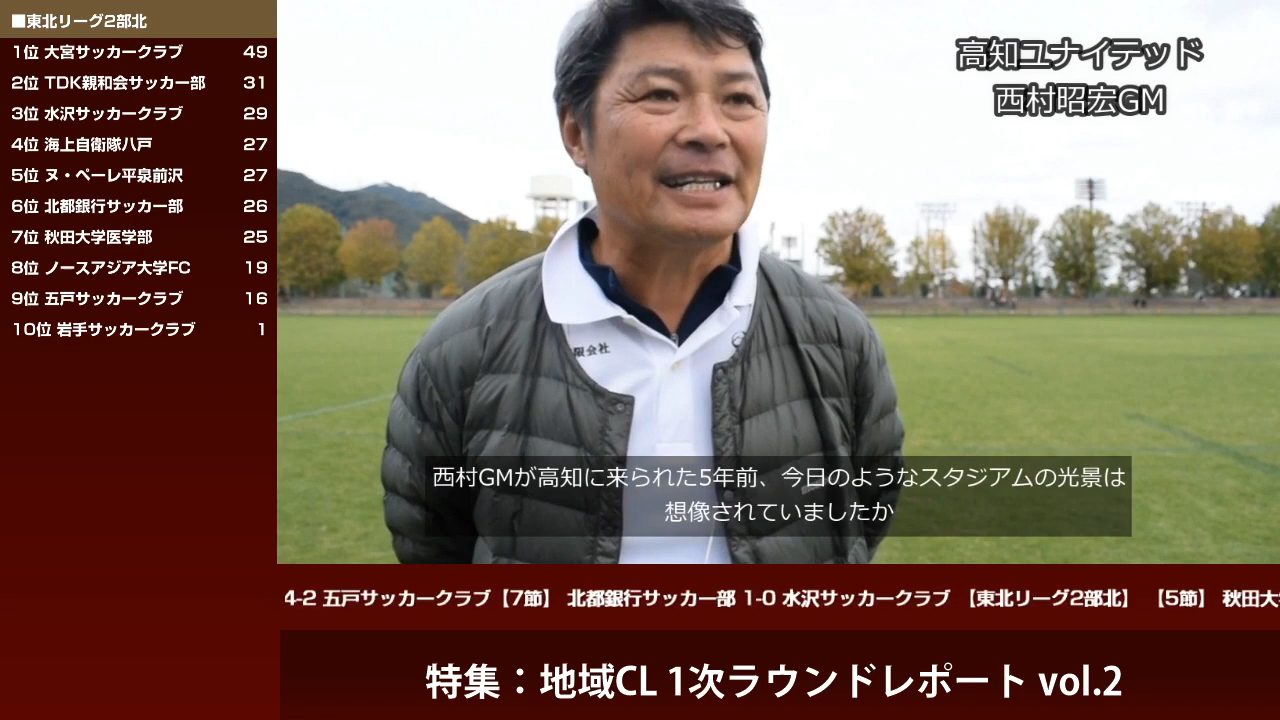 ■東北リーグ2部北
1位 大宮サッカークラブ 49
2位 TDK親和会サッカー部 31
3位 水沢サッカークラブ 29
4位 海上自衛隊八戸 27
5位 ヌ・ペーレ平泉前沢 27
6位 北都銀行サッカー部 26
7位 秋田大学医学部 25
8位 ノースアジア大学FC 19
9位 五戸サッカークラブ 16
10位 岩手サッカークラブ 1
高知ユナイテッド
西村昭宏GM
限会社
西村GMが高知に来られた5年前、今日のようなスタジアムの光景は
想像されていましたか
4-2 五戸サッカークラブ【7節】 北都銀行サッカー部 1-0 水沢サッカークラブ 【東北リーグ2部北】 【5節】 秋田大
特集：地域CL 1次ラウンドレポート vol.2